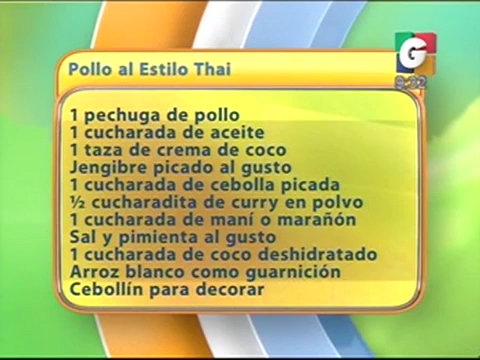 G
9:32
Pollo al Estilo Thai
1 pechuga de pollo
1 cucharada de aceite
1 taza de crema de coco
Jengibre picado al gusto
1 cucharada de cebolla picada
½ cucharadita de curry en polvo
1 cucharada de maní o marañón
Sal y pimienta al gusto
1 cucharada de coco deshidratado
Arroz blanco como guarnición
Cebollín para decorar